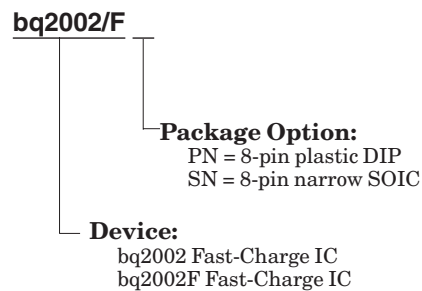 bq2002/F
Package Option:
PN = 8-pin plastic DIP
SN = 8-pin narrow SOIC
Device:
bq2002 Fast-Charge IC
bq2002F Fast-Charge IC